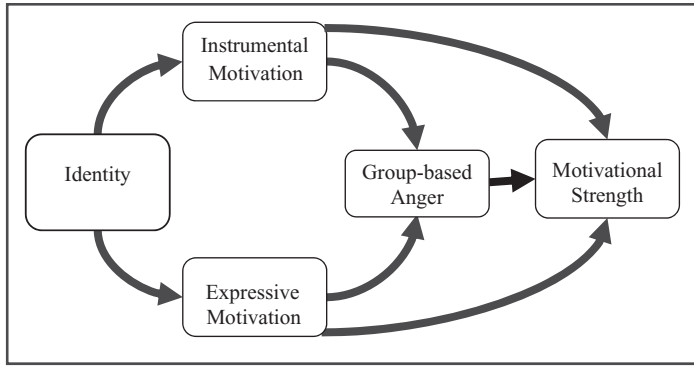 Instrumental
Motivation
Identity
Group-based
Anger
Motivational
Strength
Expressive
Motivation